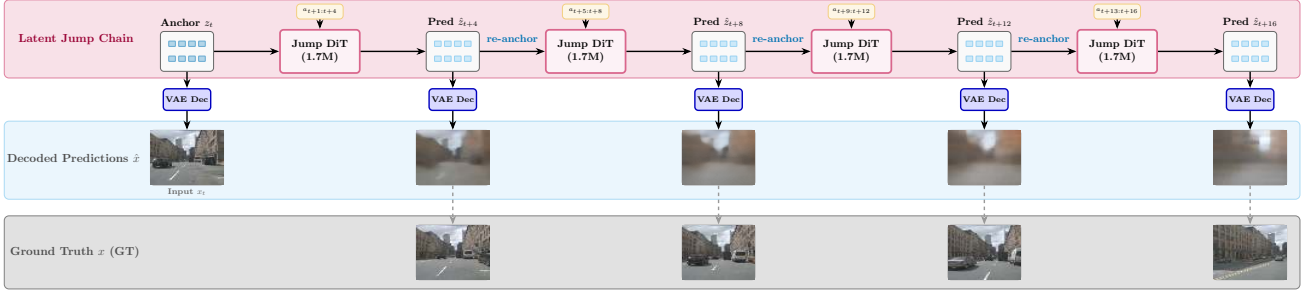 Latent Jump Chain
Anchor z_t
a_{t+1:t+4}
Jump DiT
(1.7M)
Pred ẑ_{t+4}
re-anchor
a_{t+5:t+8}
Jump DiT
(1.7M)
Pred ẑ_{t+8}
re-anchor
a_{t+9:t+12}
Jump DiT
(1.7M)
Pred ẑ_{t+12}
re-anchor
a_{t+13:t+16}
Jump DiT
(1.7M)
Pred ẑ_{t+16}
VAE Dec
VAE Dec
VAE Dec
VAE Dec
VAE Dec
Decoded Predictions x̂
Input x_t
Ground Truth x (GT)